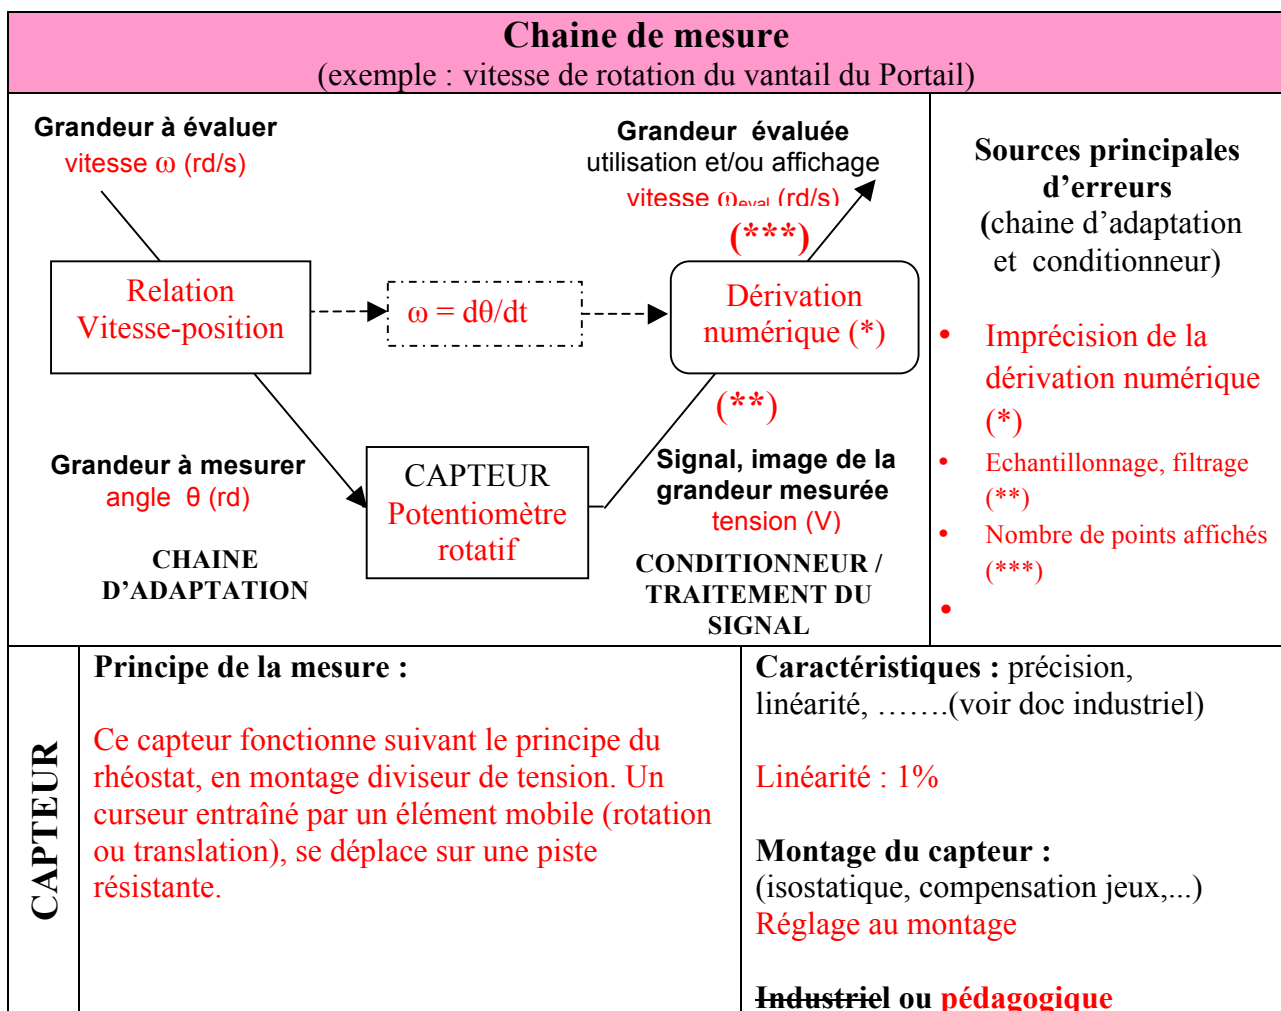 Chaine de mesure
(exemple : vitesse de rotation du vantail du Portail)
Grandeur à évaluer
vitesse ω (rd/s)
Grandeur évaluée
utilisation et/ou affichage
vitesse ωeval (rd/s)
(***)
Relation
Vitesse-position
ω = dθ/dt
Dérivation
numérique (*)
(**)
Grandeur à mesurer
angle θ (rd)
CAPTEUR
Potentiomètre
rotatif
Signal, image de la
grandeur mesurée
tension (V)
CHAINE
D’ADAPTATION
CONDITIONNEUR /
TRAITEMENT DU
SIGNAL
Sources principales
d’erreurs
(chaine d’adaptation
et conditionneur)
• Imprécision de la
dérivation numérique
(*)
• Echantillonnage, filtrage
(**)
• Nombre de points affichés
(***)
•
CAPTEUR
Principe de la mesure :
Ce capteur fonctionne suivant le principe du
rhéostat, en montage diviseur de tension. Un
curseur entraîné par un élément mobile (rotation
ou translation), se déplace sur une piste
résistante.
Caractéristiques : précision,
linéarité, …….(voir doc industriel)
Linéarité : 1%
Montage du capteur :
(isostatique, compensation jeux,...)
Réglage au montage
Industriel ou pédagogique